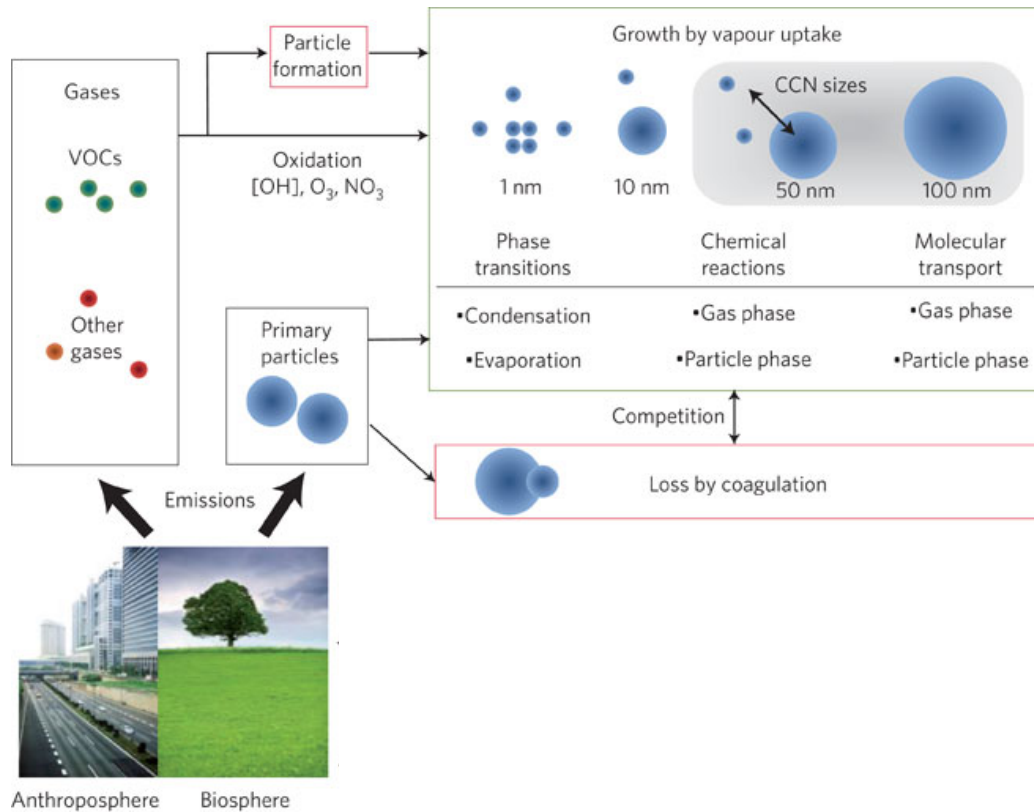 Gases
VOCs
Other
gases
Particle
formation
Oxidation
[OH], O₃, NO₃
Primary
particles
Growth by vapour uptake
CCN sizes
1 nm
10 nm
50 nm
100 nm
Phase
transitions
Chemical
reactions
Molecular
transport
•Condensation
•Gas phase
•Gas phase
•Evaporation
•Particle phase
•Particle phase
Competition
Loss by coagulation
Emissions
Anthroposphere
Biosphere